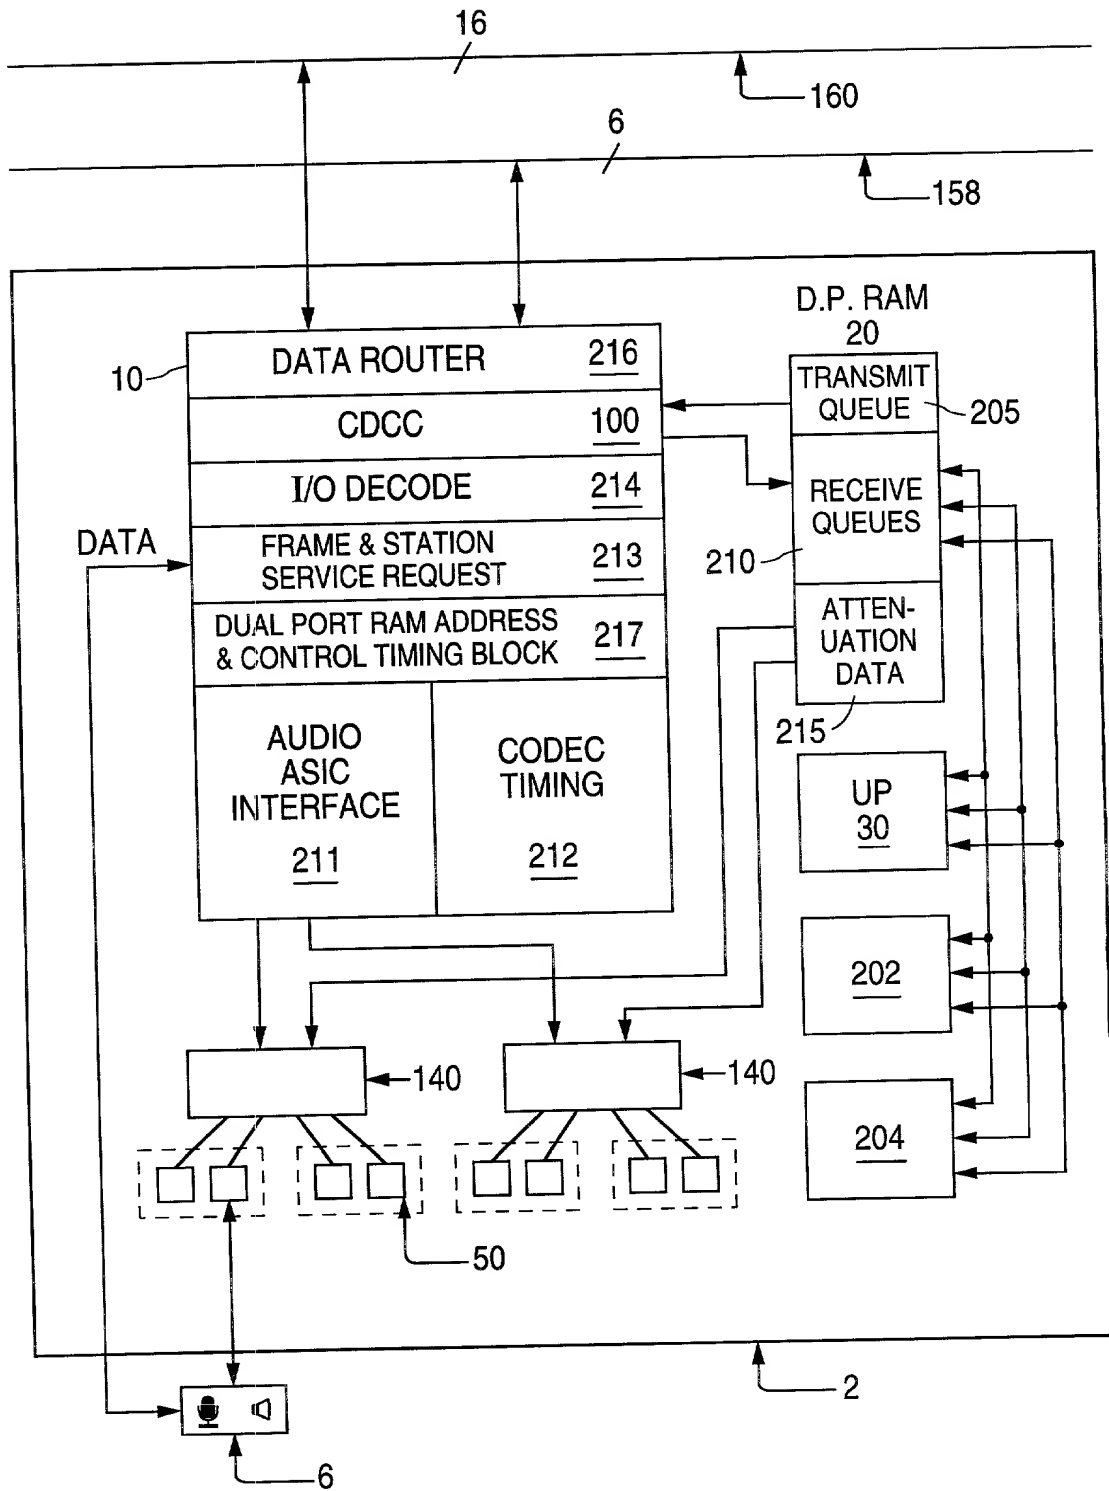 16
160
6
158
D.P. RAM
20
10
DATA ROUTER 216
CDCC 100
I/O DECODE 214
FRAME & STATION
SERVICE REQUEST 213
DUAL PORT RAM ADDRESS
& CONTROL TIMING BLOCK 217
AUDIO
ASIC
INTERFACE
211
CODEC
TIMING
212
DATA
TRANSMIT
QUEUE
205
RECEIVE
QUEUES
210
ATTEN-
UATION
DATA
215
UP
30
202
204
140
140
50
2
6